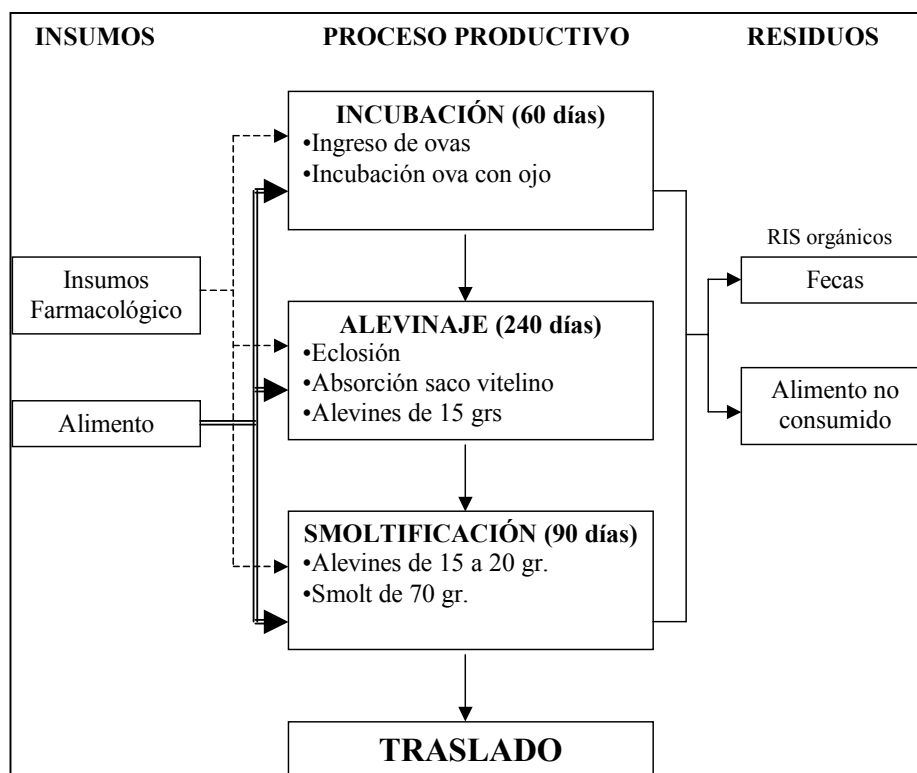 INSUMOS
PROCESO PRODUCTIVO
RESIDUOS
INCUBACIÓN (60 días)
•Ingreso de ovas
•Incubación ova con ojo
Insumos
Farmacológico
Alimento
ALEVINAJE (240 días)
•Eclosión
•Absorción saco vitelino
•Alevines de 15 grs
SMOLTIFICACIÓN (90 días)
•Alevines de 15 a 20 gr.
•Smolt de 70 gr.
TRASLADO
RIS orgánicos
Fecas
Alimento no
consumido